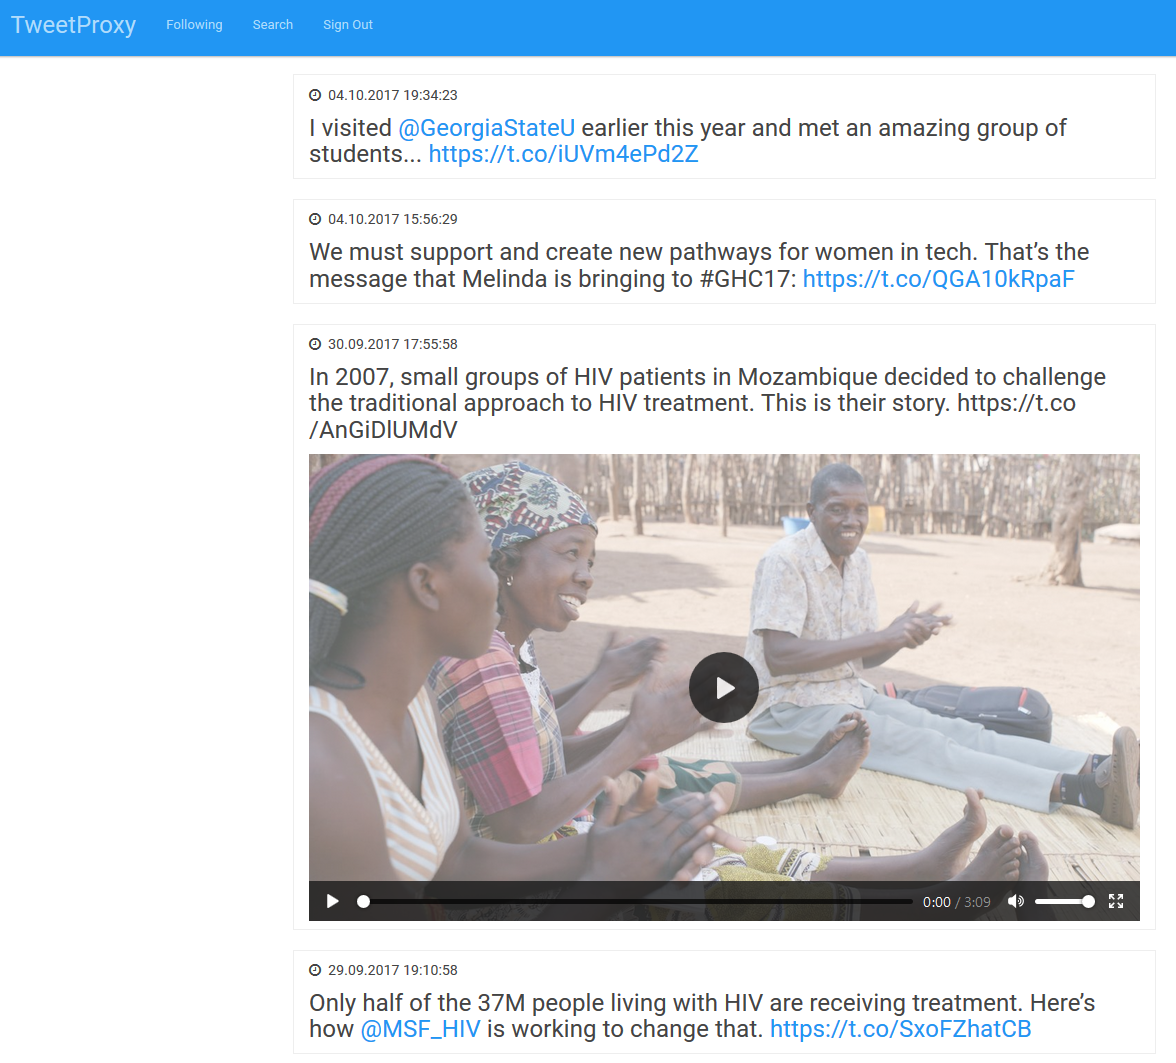 TweetProxy Following Search Sign Out
04.10.2017 19:34:23
I visited @GeorgiaStateU earlier this year and met an amazing group of
students... https://t.co/iUVm4ePd2Z
04.10.2017 15:56:29
We must support and create new pathways for women in tech. That’s the
message that Melinda is bringing to #GHC17: https://t.co/QGA10kRpaF
30.09.2017 17:55:58
In 2007, small groups of HIV patients in Mozambique decided to challenge
the traditional approach to HIV treatment. This is their story. https://t.co
/AnGiDlUMdV
0:00 / 3:09
29.09.2017 19:10:58
Only half of the 37M people living with HIV are receiving treatment. Here’s
how @MSF_HIV is working to change that. https://t.co/SxoFZhatCB